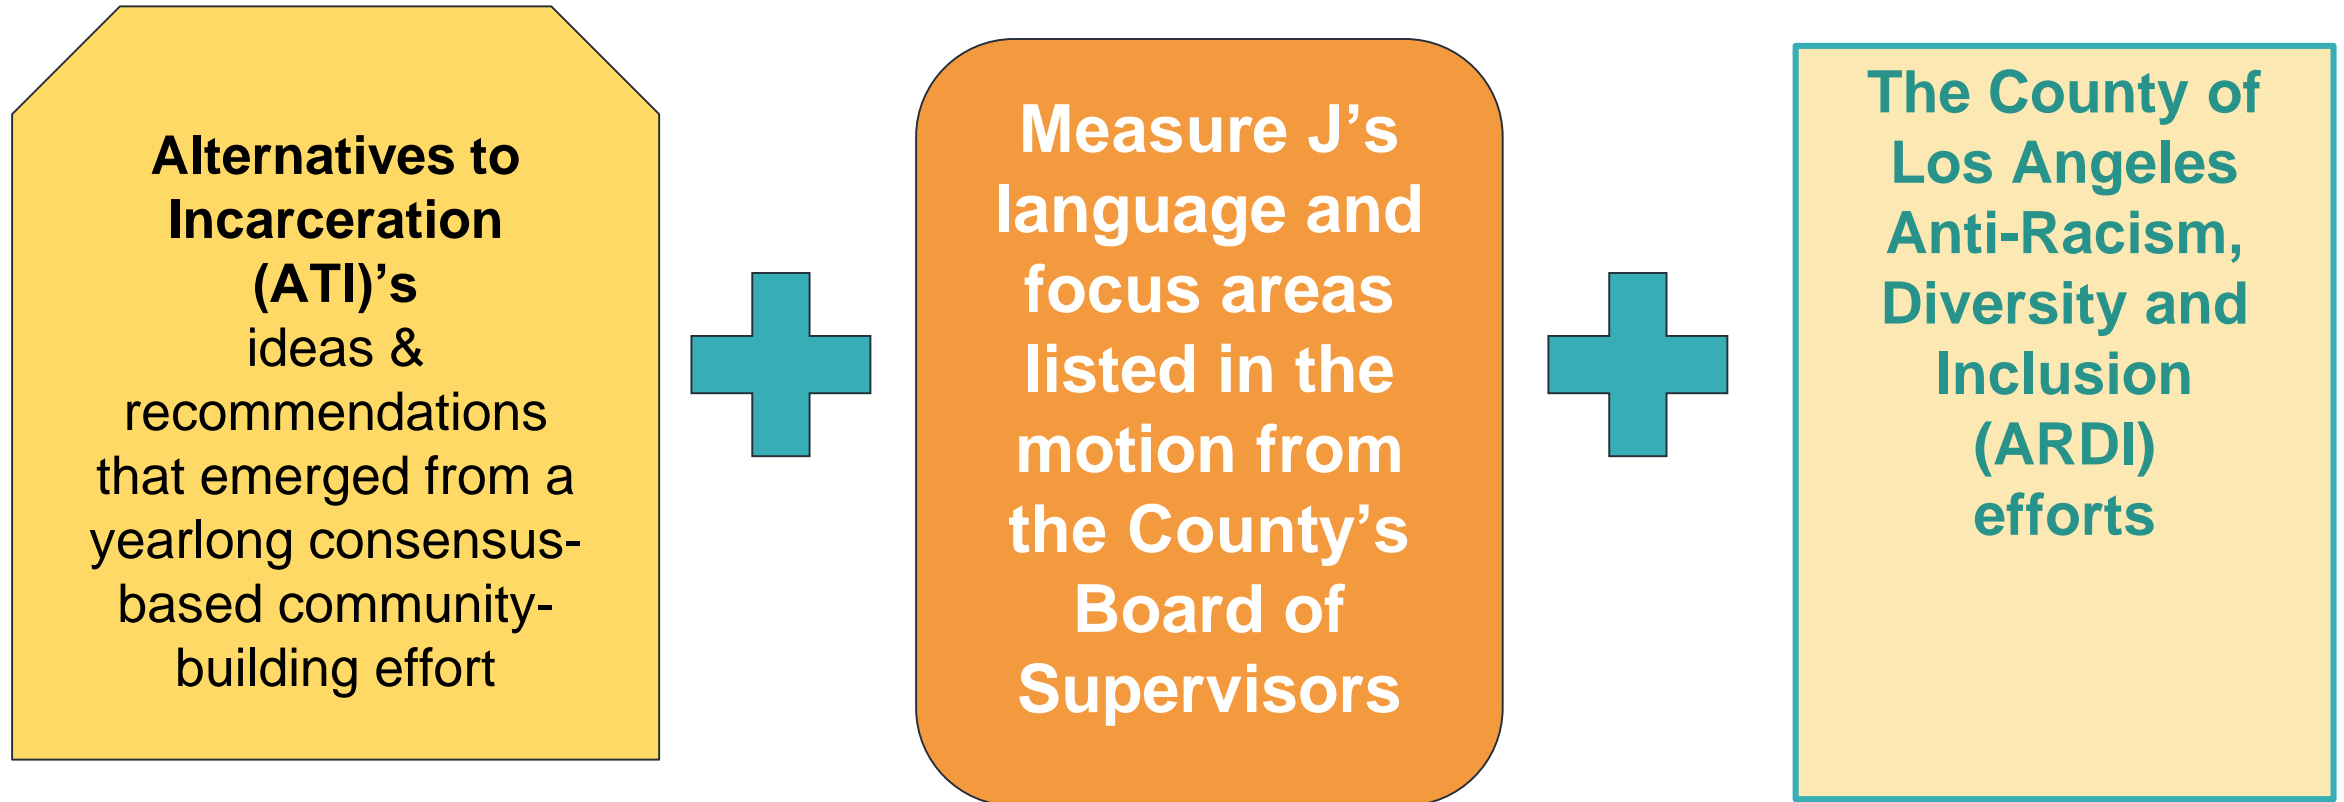 Alternatives to
Incarceration
(ATI)’s
ideas &
recommendations
that emerged from a
yearlong consensus-
based community-
building effort
Measure J’s
language and
focus areas
listed in the
motion from
the County’s
Board of
Supervisors
The County of
Los Angeles
Anti-Racism,
Diversity and
Inclusion
(ARDI)
efforts